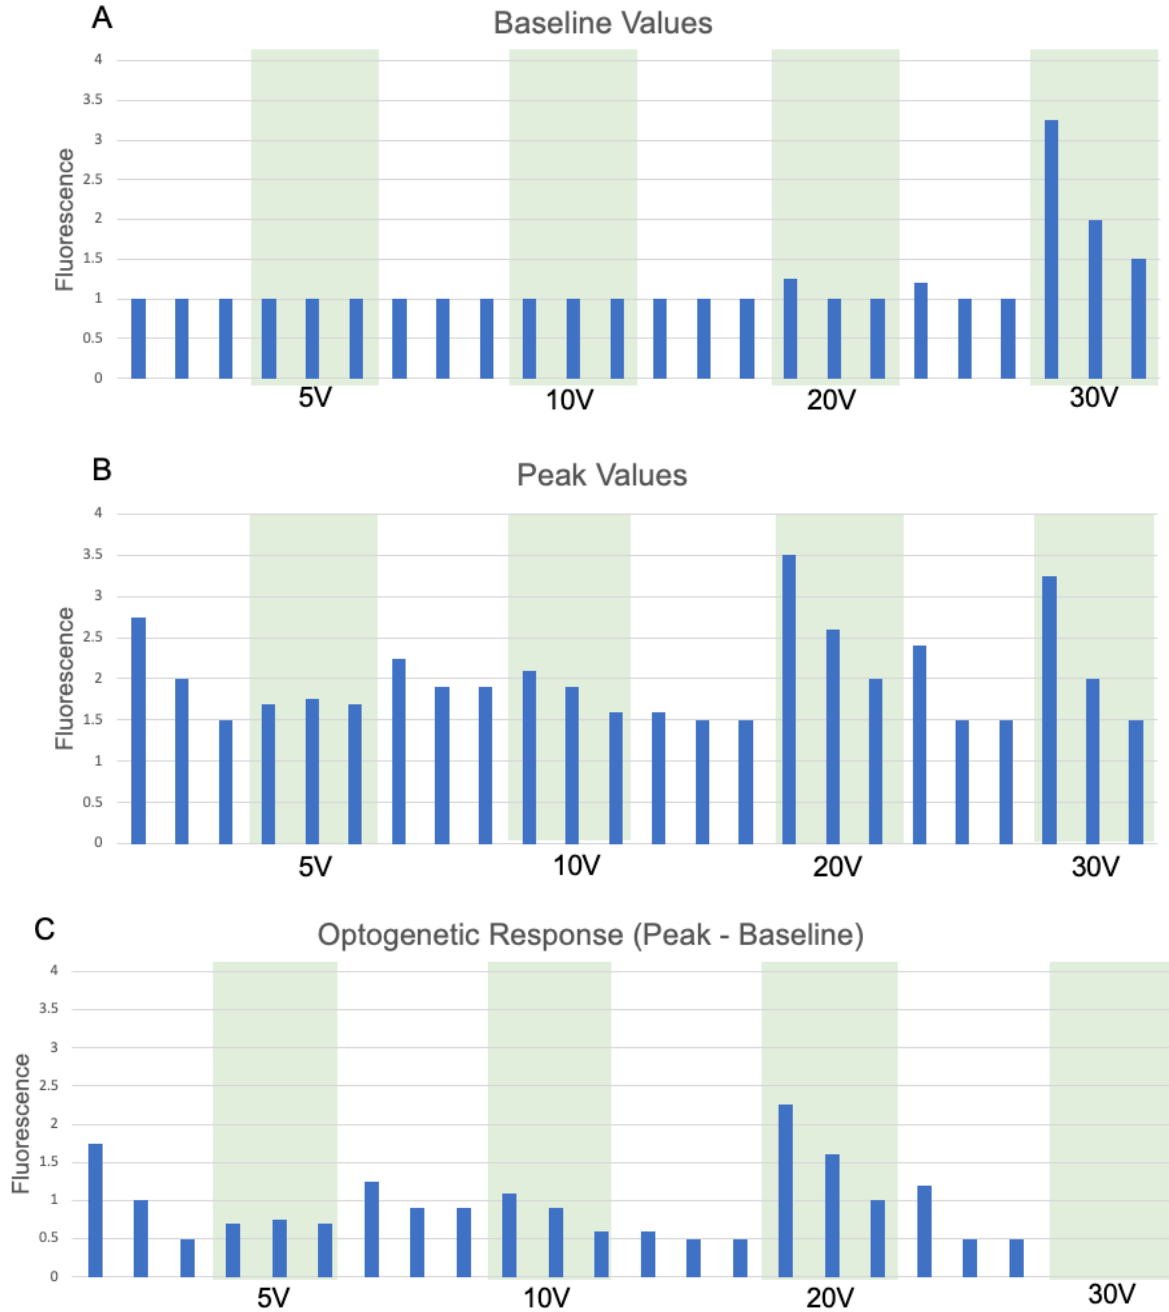 A
Baseline Values
Fluorescence
4
3.5
3
2.5
2
1.5
1
0.5
0
5V 10V 20V 30V
B
Peak Values
Fluorescence
4
3.5
3
2.5
2
1.5
1
0.5
0
5V 10V 20V 30V
C
Optogenetic Response (Peak - Baseline)
Fluorescence
4
3.5
3
2.5
2
1.5
1
0.5
0
5V 10V 20V 30V